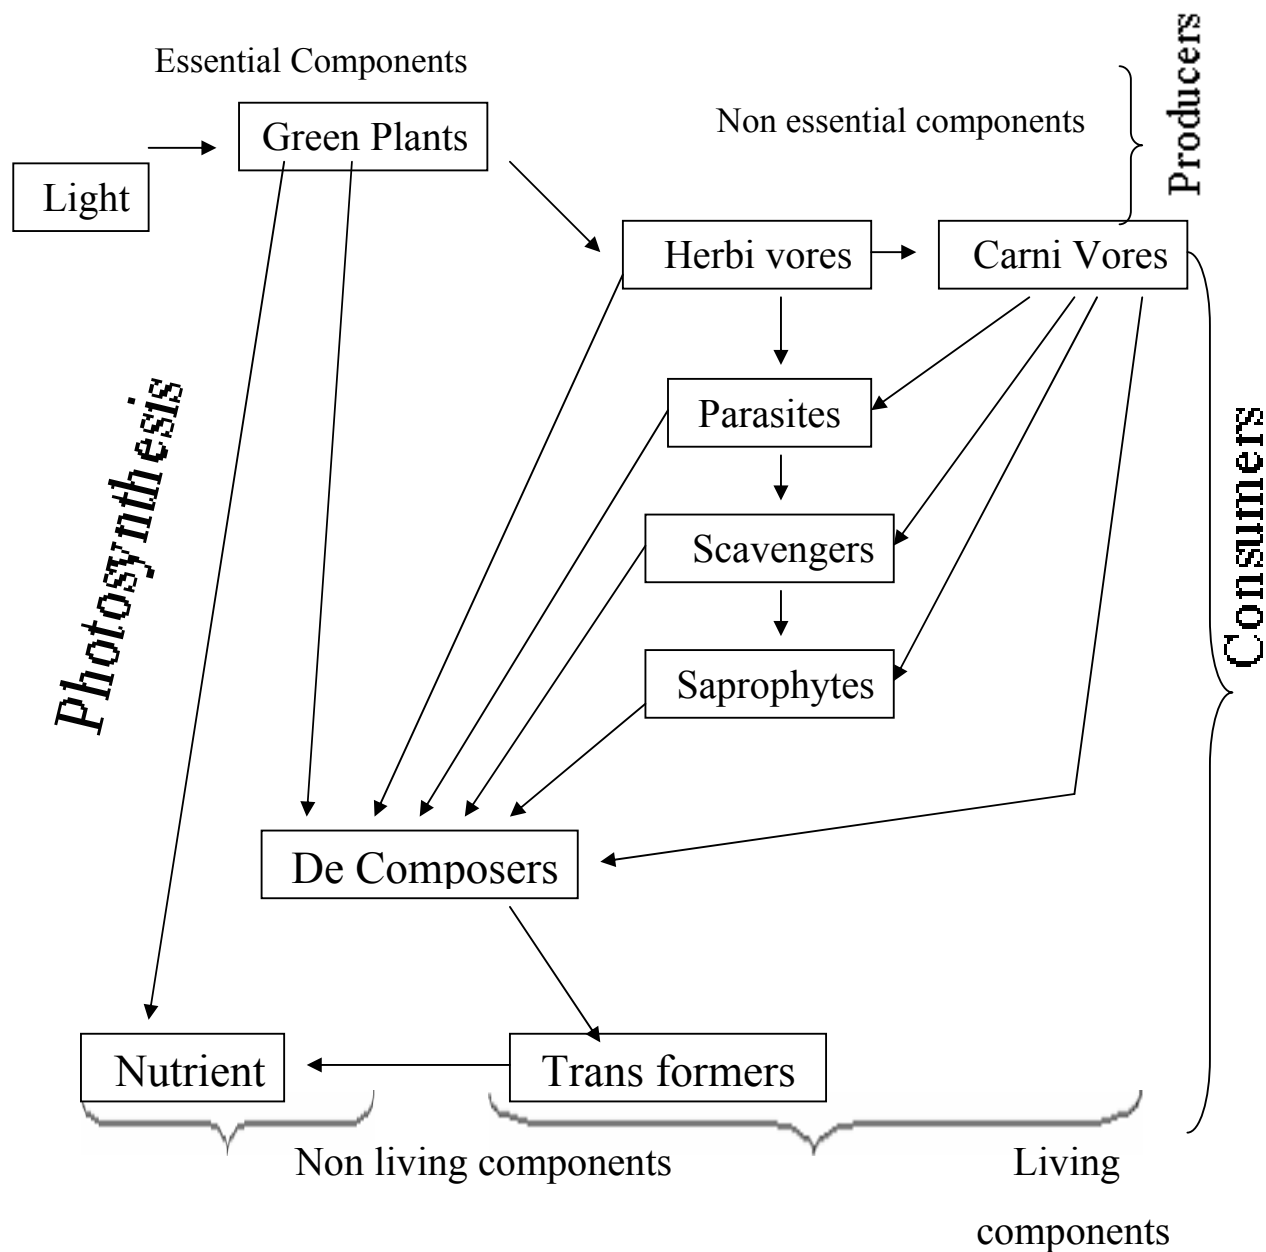 Essential Components
Producers
Non essential components
Green Plants
Light
Herbi vores
Carni Vores
Photosynthesis
Parasites
Consumers
Scavengers
Saprophytes
De Composers
Nutrient
Trans formers
Non living components
Living
components